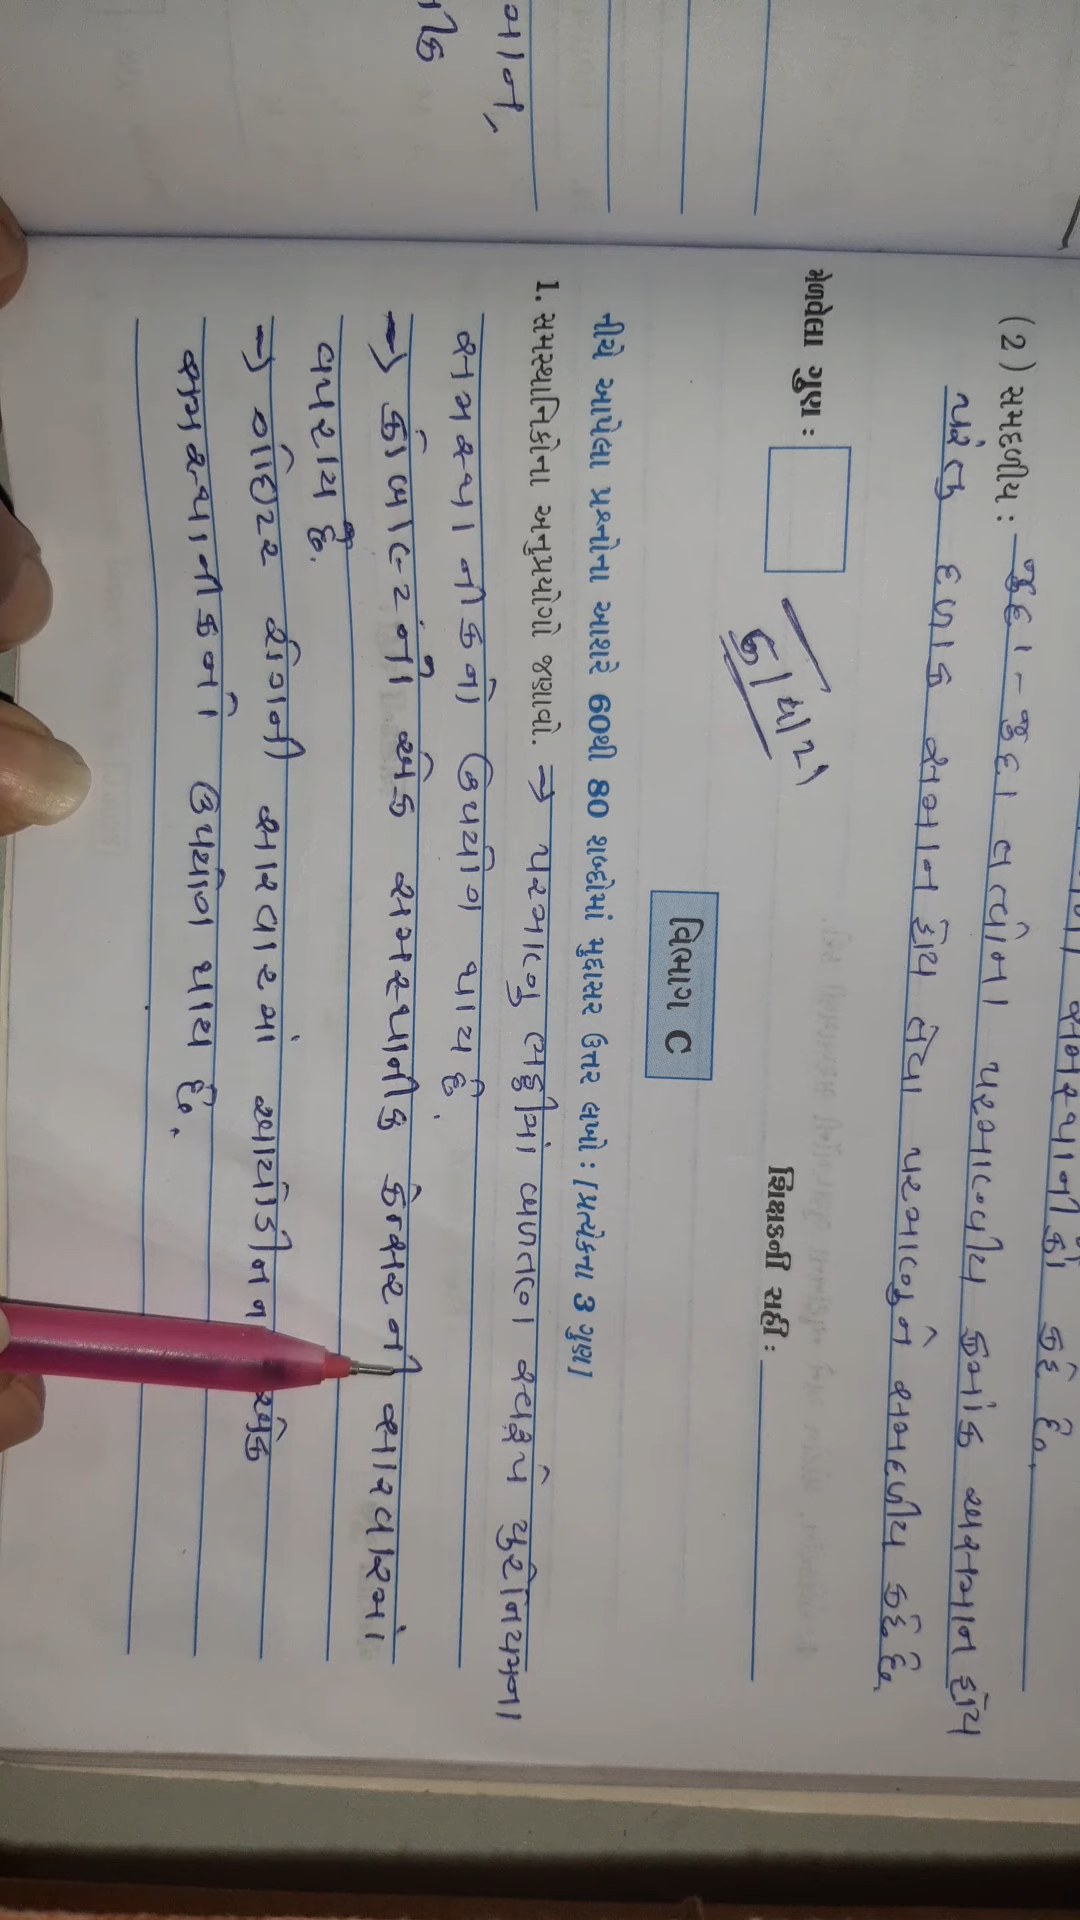 માન,
સમસ્થાનીકો કહે છે.
(2) સમદળીય : જુદા - જુદા તત્વોના પરમાણ્વીય ક્રમાંક અસમાન હોય
પરંતુ દળાંક સમાન હોય તેવા પરમાણુને સમદળીય કહે છે.
મેળવેલા ગુણ :
શિક્ષકની સહી :
વિભાગ C
નીચે આપેલા પ્રશ્નોના આશરે 60થી 80 શબ્દોમાં મુદ્દાસર ઉત્તર લખો : [પ્રત્યેકના 3 ગુણ]
1. સમસ્થાનિકોના અનુપ્રયોગો જણાવો. → પરમાણુ ભઠ્ઠીમાં બળતણ સ્વરૂપે યુરેનિયમના
સમસ્થાનીકનો ઉપયોગ થાય છે.
→ કોબાલ્ટનો એક સમસ્થાનીક કેન્સરની સારવારમાં
વપરાય છે.
→ ગોઇટર રોગની સારવારમાં આયોડીનના એક
સમસ્થાનીકનો ઉપયોગ થાય છે.